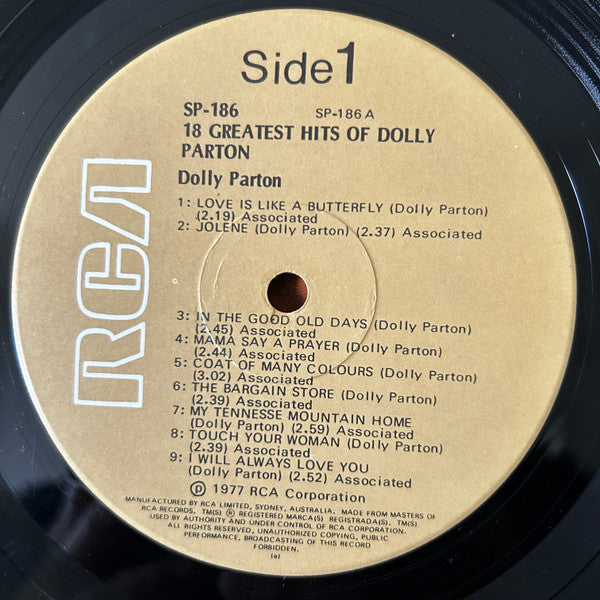 Side 1
SP-186 SP-186 A
18 GREATEST HITS OF DOLLY
PARTON
Dolly Parton
1: LOVE IS LIKE A BUTTERFLY (Dolly Parton)
(2.19) Associated
2: JOLENE (Dolly Parton) (2.37) Associated
3: IN THE GOOD OLD DAYS (Dolly Parton)
(2.45) Associated
4: MAMA SAY A PRAYER (Dolly Parton)
(2.44) Associated
5: COAT OF MANY COLOURS (Dolly Parton)
(3.02) Associated
6: THE BARGAIN STORE (Dolly Parton)
(2.39) Associated
7: MY TENNESSE MOUNTAIN HOME
(Dolly Parton) (2.59) Associated
8: TOUCH YOUR WOMAN (Dolly Parton)
(2.39) Associated
9: I WILL ALWAYS LOVE YOU
(Dolly Parton) (2.52) Associated
℗ 1977 RCA Corporation
MANUFACTURED BY RCA LIMITED, SYDNEY, AUSTRALIA. MADE FROM MASTERS OF
RCA RECORDS. TM(S) ® REGISTERED MARCA(S) REGISTRADA(S). TM(S)
USED BY AUTHORITY AND UNDER CONTROL OF RCA CORPORATION.
ALL RIGHTS RESERVED, UNAUTHORIZED COPYING, PUBLIC
PERFORMANCE, BROADCASTING OF THIS RECORD
FORBIDDEN.
(a)
RCA